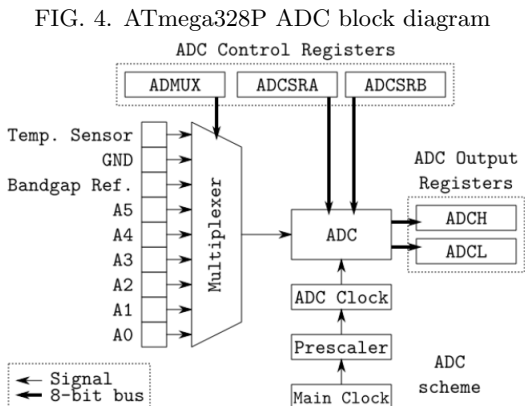 FIG. 4. ATmega328P ADC block diagram
ADC Control Registers
ADMUX
ADCSRA
ADCSRB
Temp. Sensor
GND
Bandgap Ref.
A5
A4
A3
A2
A1
A0
Multiplexer
ADC
ADC Output
Registers
ADCH
ADCL
ADC Clock
Prescaler
Main Clock
Signal
8-bit bus
ADC
scheme